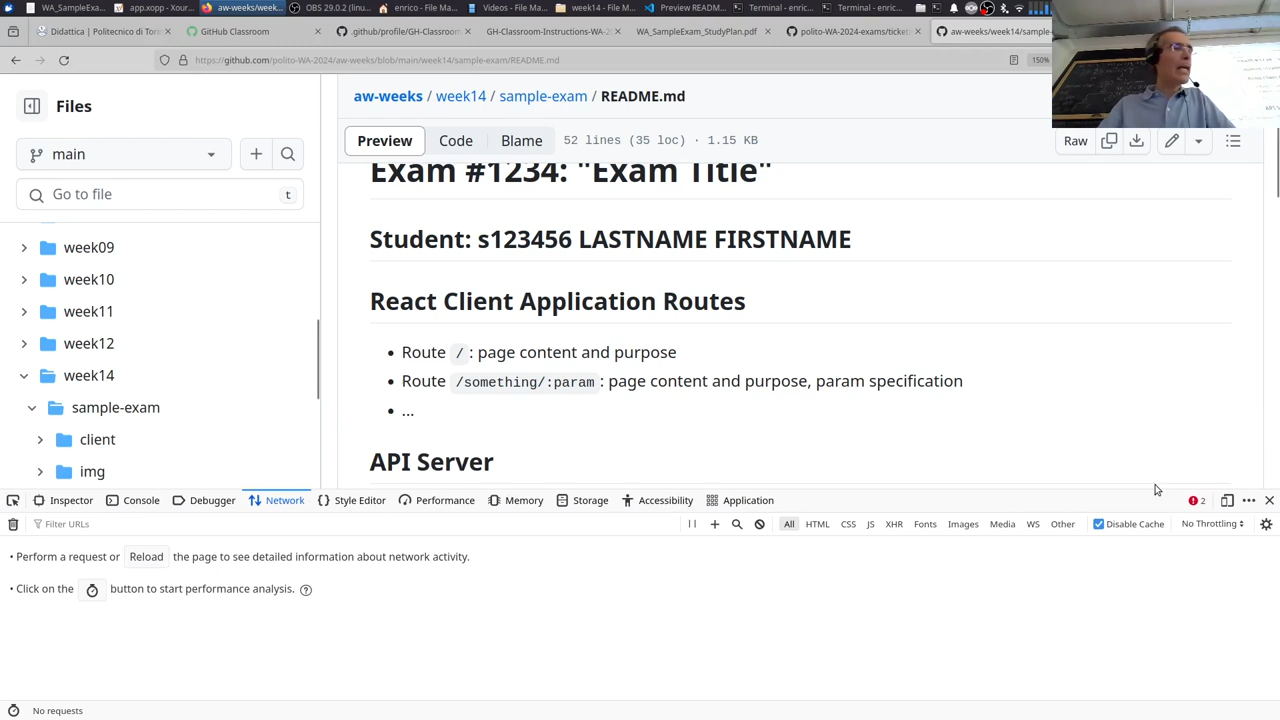 WA_SampleExa...
app.xopp - Xour...
aw-weeks/week...
OBS 29.0.2 (linu...
enrico - File Ma...
Videos - File Ma...
week14 - File M...
Preview READM...
Terminal - enric...
Terminal - enric...
Didattica | Politecnico di Tori
GitHub Classroom
.github/profile/GH-Classroom
GH-Classroom-Instructions-WA-2
WA_SampleExam_StudyPlan.pdf
polito-WA-2024-exams/ticket
aw-weeks/week14/sample-
https://github.com/polito-WA-2024/aw-weeks/blob/main/week14/sample-exam/README.md
150%
Files
aw-weeks / week14 / sample-exam / README.md
main
Preview Code Blame 52 lines (35 loc) · 1.15 KB
Raw
Go to file
t
Exam #1234: "Exam Title"
week09
week10
week11
week12
week14
sample-exam
client
img
Student: s123456 LASTNAME FIRSTNAME
React Client Application Routes
• Route /: page content and purpose
• Route /something/:param: page content and purpose, param specification
• ...
API Server
Inspector Console Debugger Network Style Editor Performance Memory Storage Accessibility Application 2
Filter URLs
All HTML CSS JS XHR Fonts Images Media WS Other Disable Cache No Throttling
• Perform a request or Reload the page to see detailed information about network activity.
• Click on the button to start performance analysis.
No requests